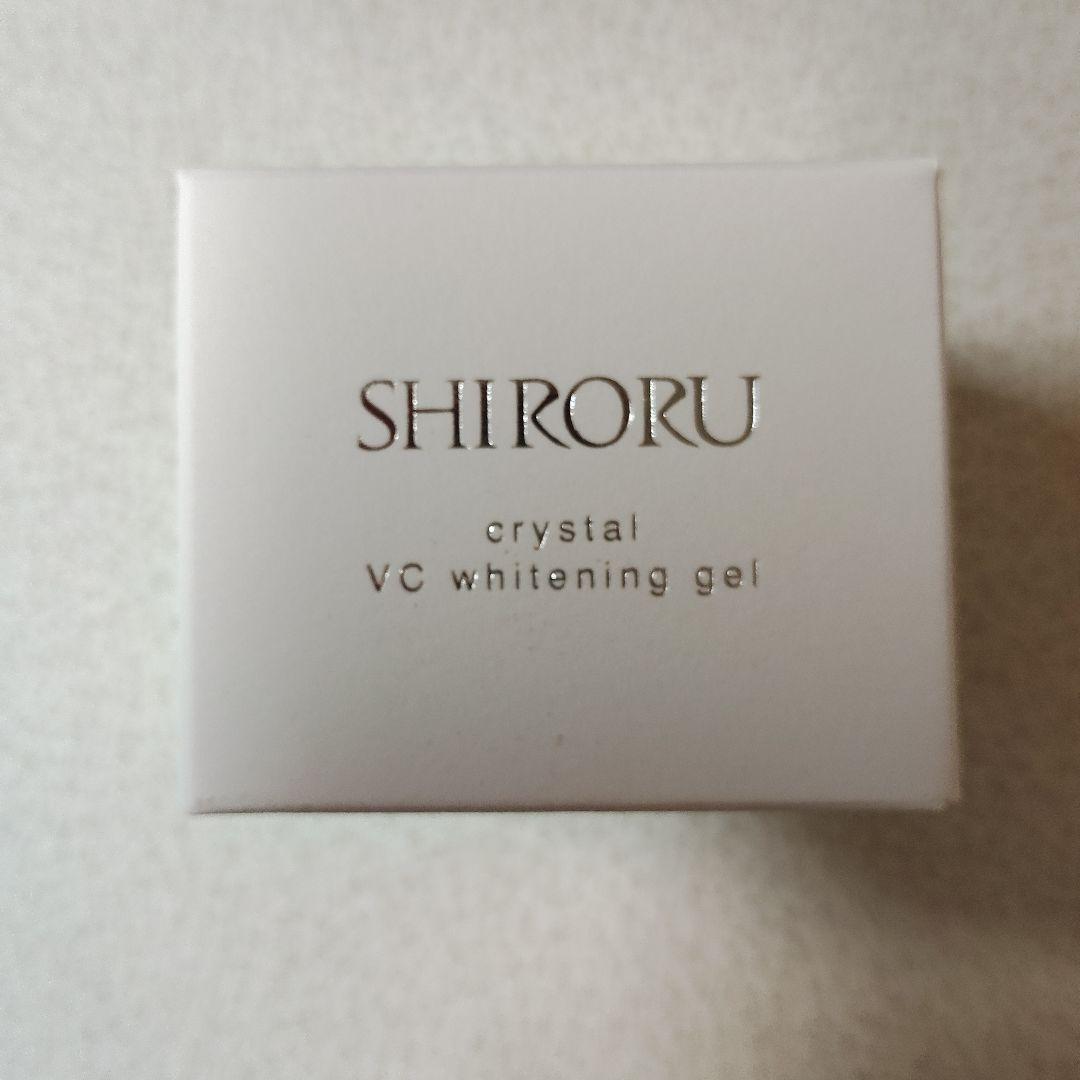 SHIRORU
crystal
VC whitening gel